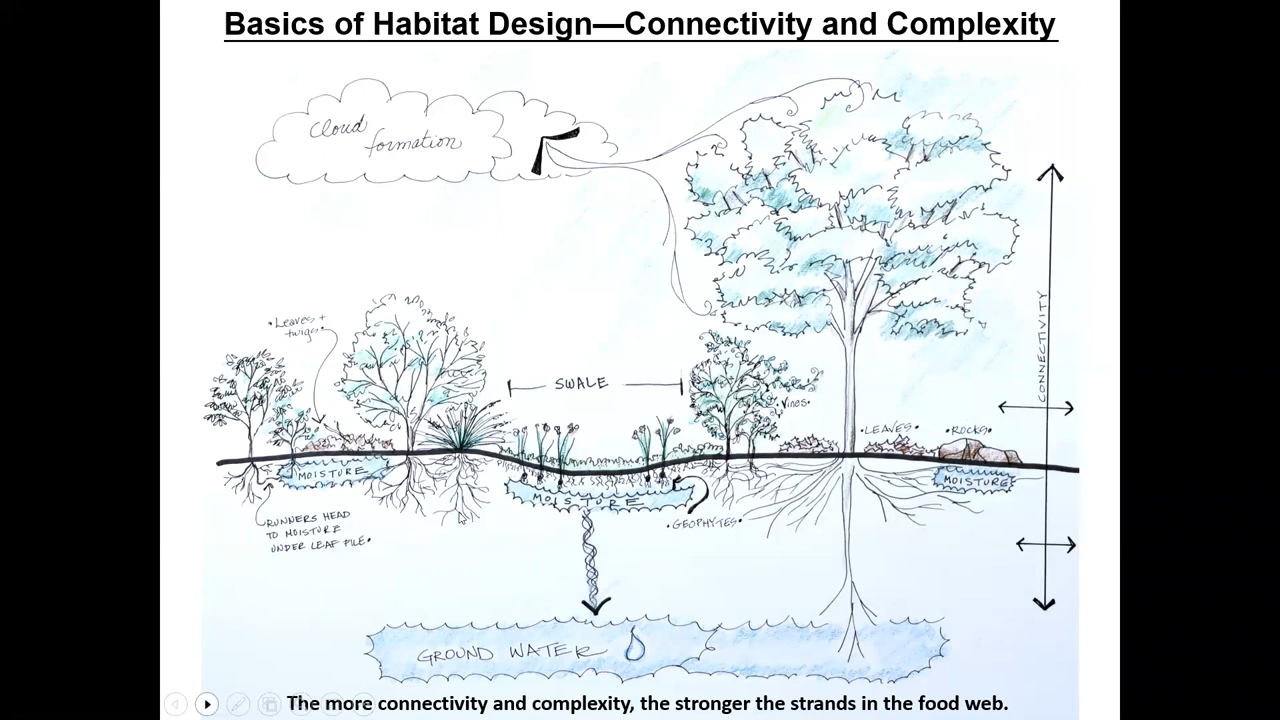 Basics of Habitat Design—Connectivity and Complexity
Cloud
formation
•Leaves +
twigs•
SWALE
•Vines•
•LEAVES•
•ROCKS•
CONNECTIVITY
MOISTURE
MOISTURE
MOISTURE
RUNNERS HEAD
TO MOISTURE
UNDER LEAF PILE•
•GEOPHYTES•
GROUND WATER
The more connectivity and complexity, the stronger the strands in the food web.